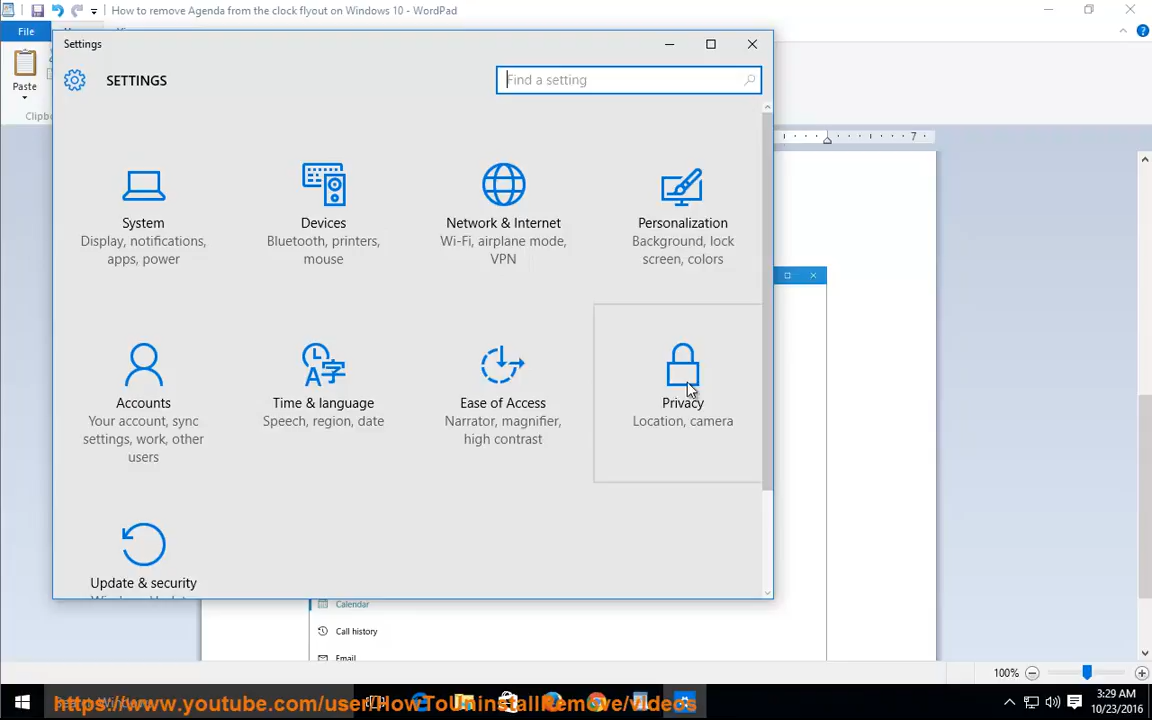 How to remove Agenda from the clock flyout on Windows 10 - WordPad
File
Settings
Paste
SETTINGS
Find a setting
7
System
Display, notifications,
apps, power
Devices
Bluetooth, printers,
mouse
Network & Internet
Wi-Fi, airplane mode,
VPN
Personalization
Background, lock
screen, colors
Accounts
Your account, sync
settings, work, other
users
Time & language
Speech, region, date
Ease of Access
Narrator, magnifier,
high contrast
Privacy
Location, camera
Update & security
Calendar
Call history
Email
100%
https://www.youtube.com/user/HowToUninstallRemove/videos
3:29 AM
10/23/2016